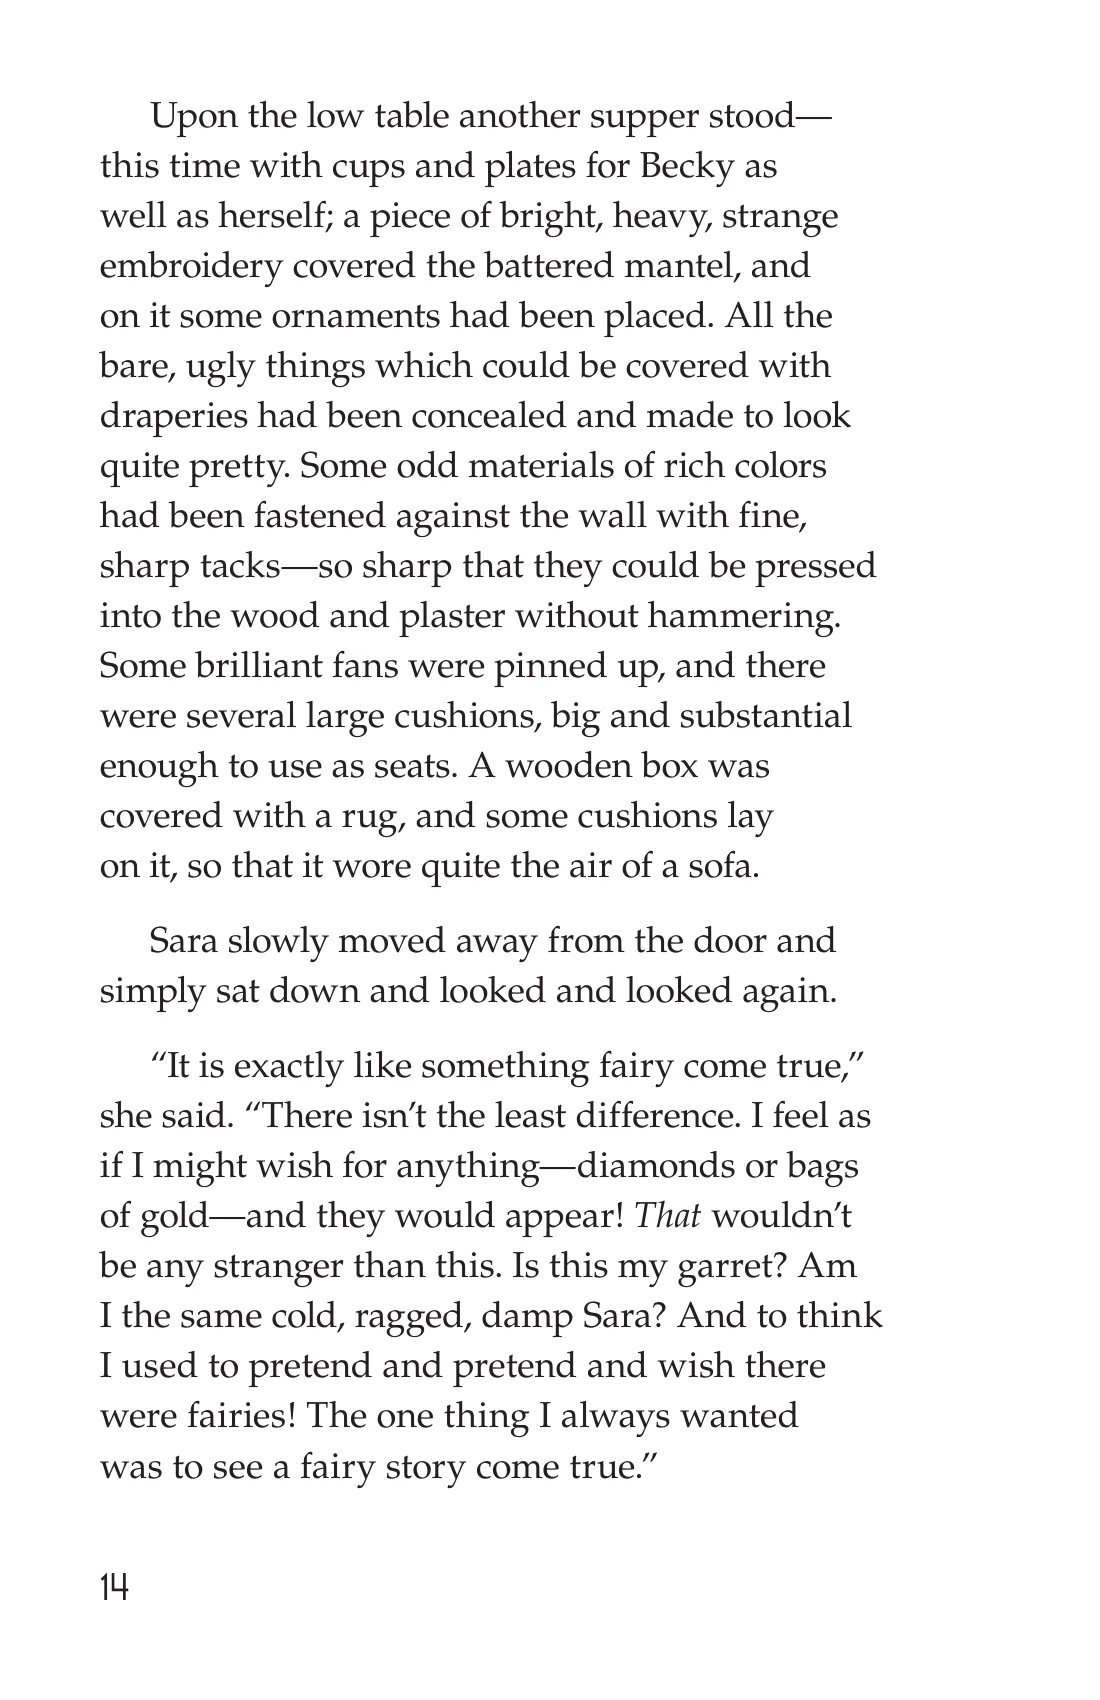 Upon the low table another supper stood—
this time with cups and plates for Becky as
well as herself; a piece of bright, heavy, strange
embroidery covered the battered mantel, and
on it some ornaments had been placed. All the
bare, ugly things which could be covered with
draperies had been concealed and made to look
quite pretty. Some odd materials of rich colors
had been fastened against the wall with fine,
sharp tacks—so sharp that they could be pressed
into the wood and plaster without hammering.
Some brilliant fans were pinned up, and there
were several large cushions, big and substantial
enough to use as seats. A wooden box was
covered with a rug, and some cushions lay
on it, so that it wore quite the air of a sofa.
Sara slowly moved away from the door and
simply sat down and looked and looked again.
“It is exactly like something fairy come true,”
she said. “There isn’t the least difference. I feel as
if I might wish for anything—diamonds or bags
of gold—and they would appear! That wouldn’t
be any stranger than this. Is this my garret? Am
I the same cold, ragged, damp Sara? And to think
I used to pretend and pretend and wish there
were fairies! The one thing I always wanted
was to see a fairy story come true.”
14